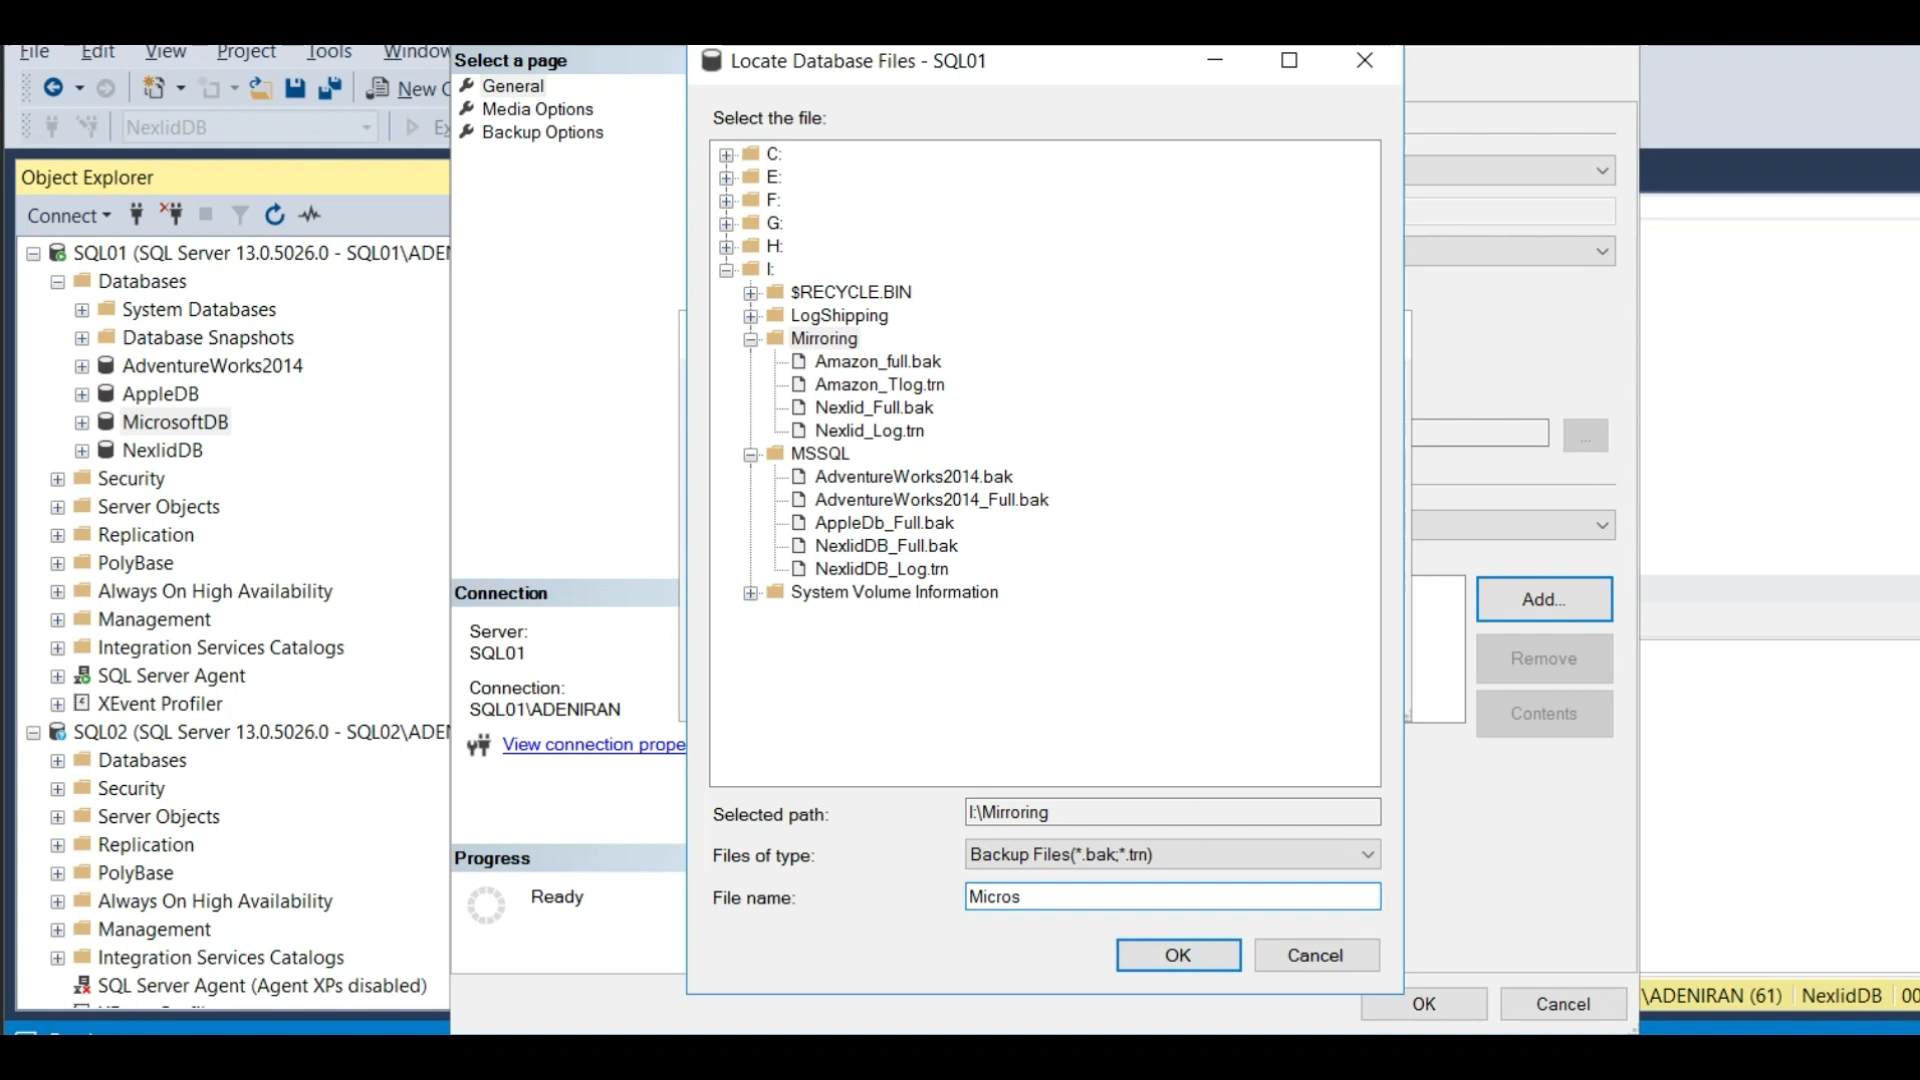 File Edit View Project Tools Window
New
NexlidDB
Object Explorer
Connect
SQL01 (SQL Server 13.0.5026.0 - SQL01\ADEN
Databases
System Databases
Database Snapshots
AdventureWorks2014
AppleDB
MicrosoftDB
NexlidDB
Security
Server Objects
Replication
PolyBase
Always On High Availability
Management
Integration Services Catalogs
SQL Server Agent
XEvent Profiler
SQL02 (SQL Server 13.0.5026.0 - SQL02\ADEN
Databases
Security
Server Objects
Replication
PolyBase
Always On High Availability
Management
Integration Services Catalogs
SQL Server Agent (Agent XPs disabled)
Select a page
General
Media Options
Backup Options
Connection
Server:
SQL01
Connection:
SQL01\ADENIRAN
View connection prope
Progress
Ready
Locate Database Files - SQL01
Select the file:
C:
E:
F:
G:
H:
I:
$RECYCLE.BIN
LogShipping
Mirroring
Amazon_full.bak
Amazon_Tlog.trn
Nexlid_Full.bak
Nexlid_Log.trn
MSSQL
AdventureWorks2014.bak
AdventureWorks2014_Full.bak
AppleDb_Full.bak
NexlidDB_Full.bak
NexlidDB_Log.trn
System Volume Information
Selected path: I:\Mirroring
Files of type: Backup Files(*.bak;*.trn)
File name: Micros
OK Cancel
...
Add...
Remove
Contents
OK Cancel
\ADENIRAN (61) NexlidDB 00